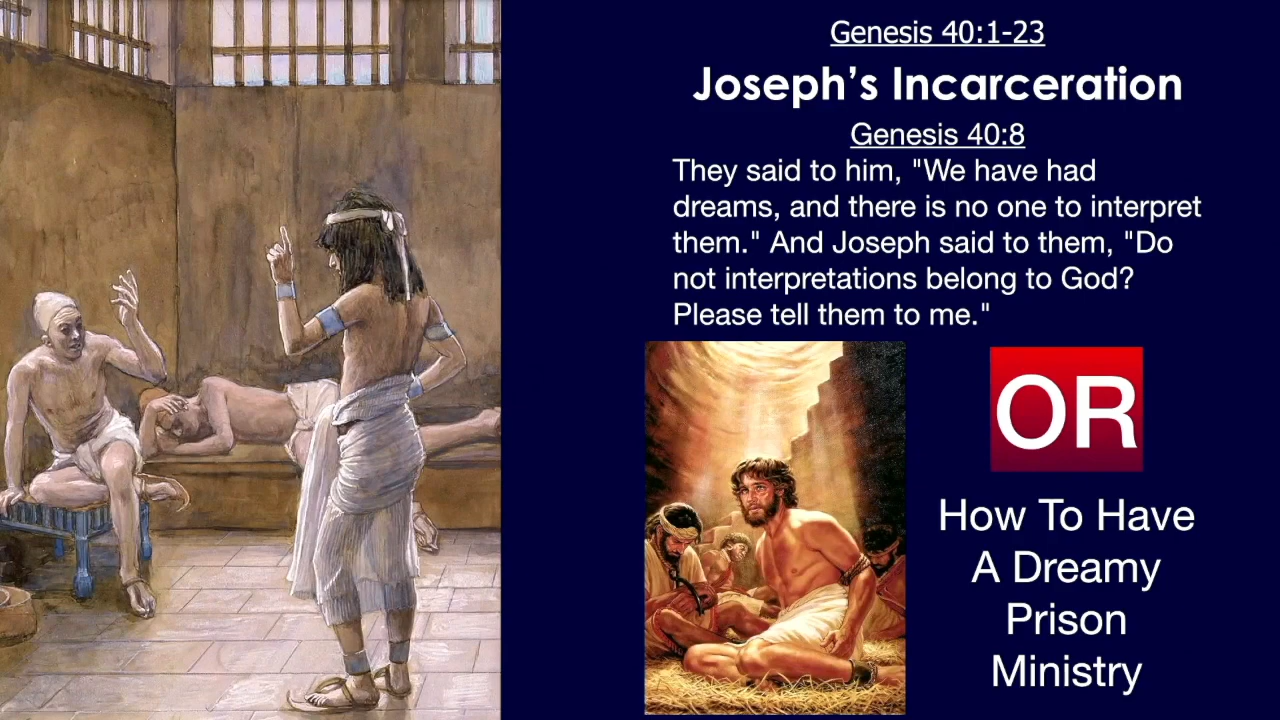 Genesis 40:1-23
Joseph’s Incarceration
Genesis 40:8
They said to him, "We have had
dreams, and there is no one to interpret
them." And Joseph said to them, "Do
not interpretations belong to God?
Please tell them to me."
OR
How To Have
A Dreamy
Prison
Ministry